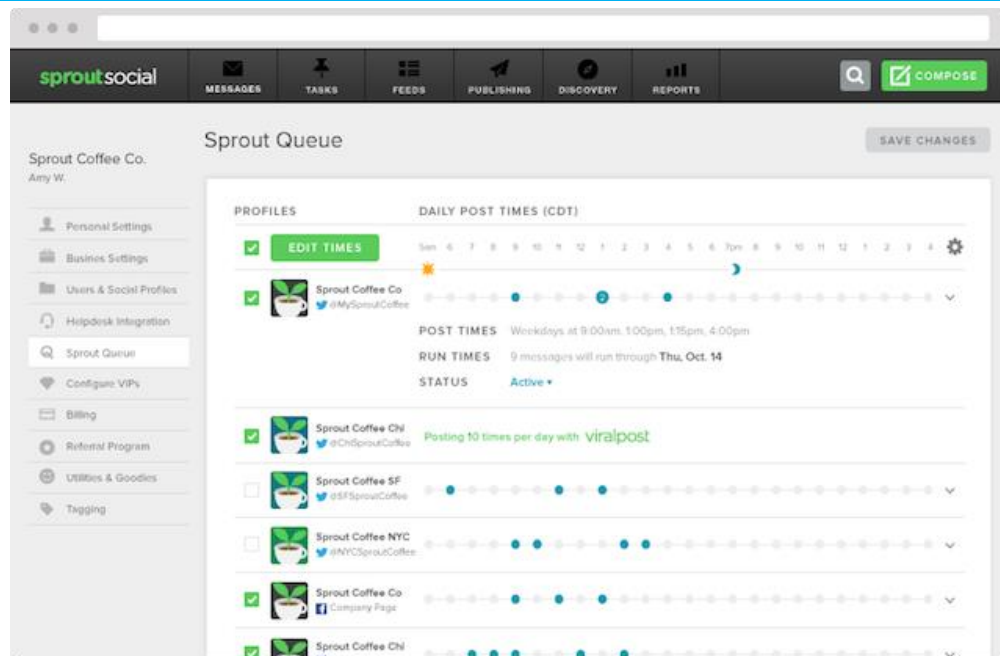 sproutsocial
MESSAGES
TASKS
FEEDS
PUBLISHING
DISCOVERY
REPORTS
COMPOSE
Sprout Queue
SAVE CHANGES
Sprout Coffee Co.
Amy W.
Personal Settings
Busines Settings
Users & Social Profiles
Helpdesk Integration
Sprout Queue
Configure VIPs
Billing
Referral Program
Utilities & Goodies
Tagging
PROFILES
DAILY POST TIMES (CDT)
EDIT TIMES
5am 6 7 8 9 10 11 12 1 2 3 4 5 6 7pm 8 9 10 11 12 1 2 3 4
Sprout Coffee Co
@MySproutCoffee
2
POST TIMES Weekdays at 9:00am, 1:00pm, 1:15pm, 4:00pm
RUN TIMES 9 messages will run through Thu, Oct. 14
STATUS Active
Sprout Coffee Chi
@ChiSproutCoffee
Posting 10 times per day with viralpost
Sprout Coffee SF
@SFSproutCoffee
Sprout Coffee NYC
@NYCSproutCoffee
Sprout Coffee Co
Company Page
Sprout Coffee Chi